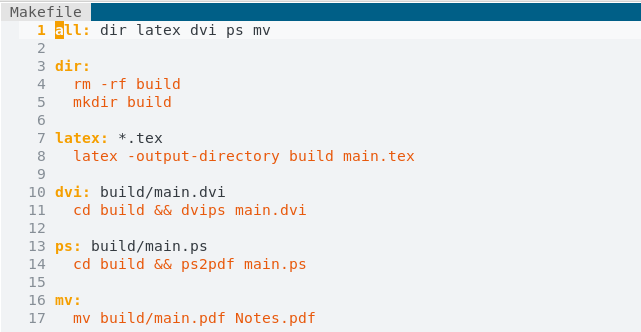 Makefile
1 all: dir latex dvi ps mv
2
3 dir:
4   rm -rf build
5   mkdir build
6
7 latex: *.tex
8   latex -output-directory build main.tex
9
10 dvi: build/main.dvi
11   cd build && dvips main.dvi
12
13 ps: build/main.ps
14   cd build && ps2pdf main.ps
15
16 mv:
17   mv build/main.pdf Notes.pdf